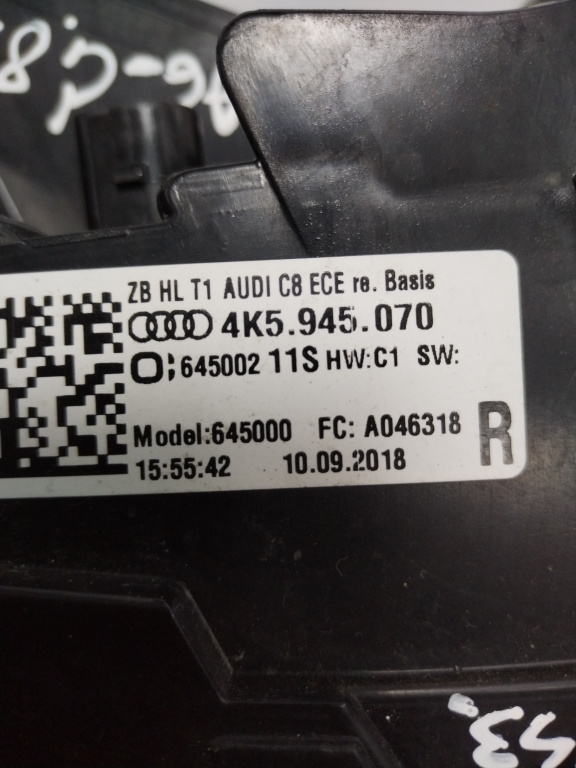 ZB HL T1 AUDI C8 ECE re. Basis
4K5.945.070
645002 11S HW:C1 SW:
Model:645000 FC: A046318
R
15:55:42 10.09.2018
53